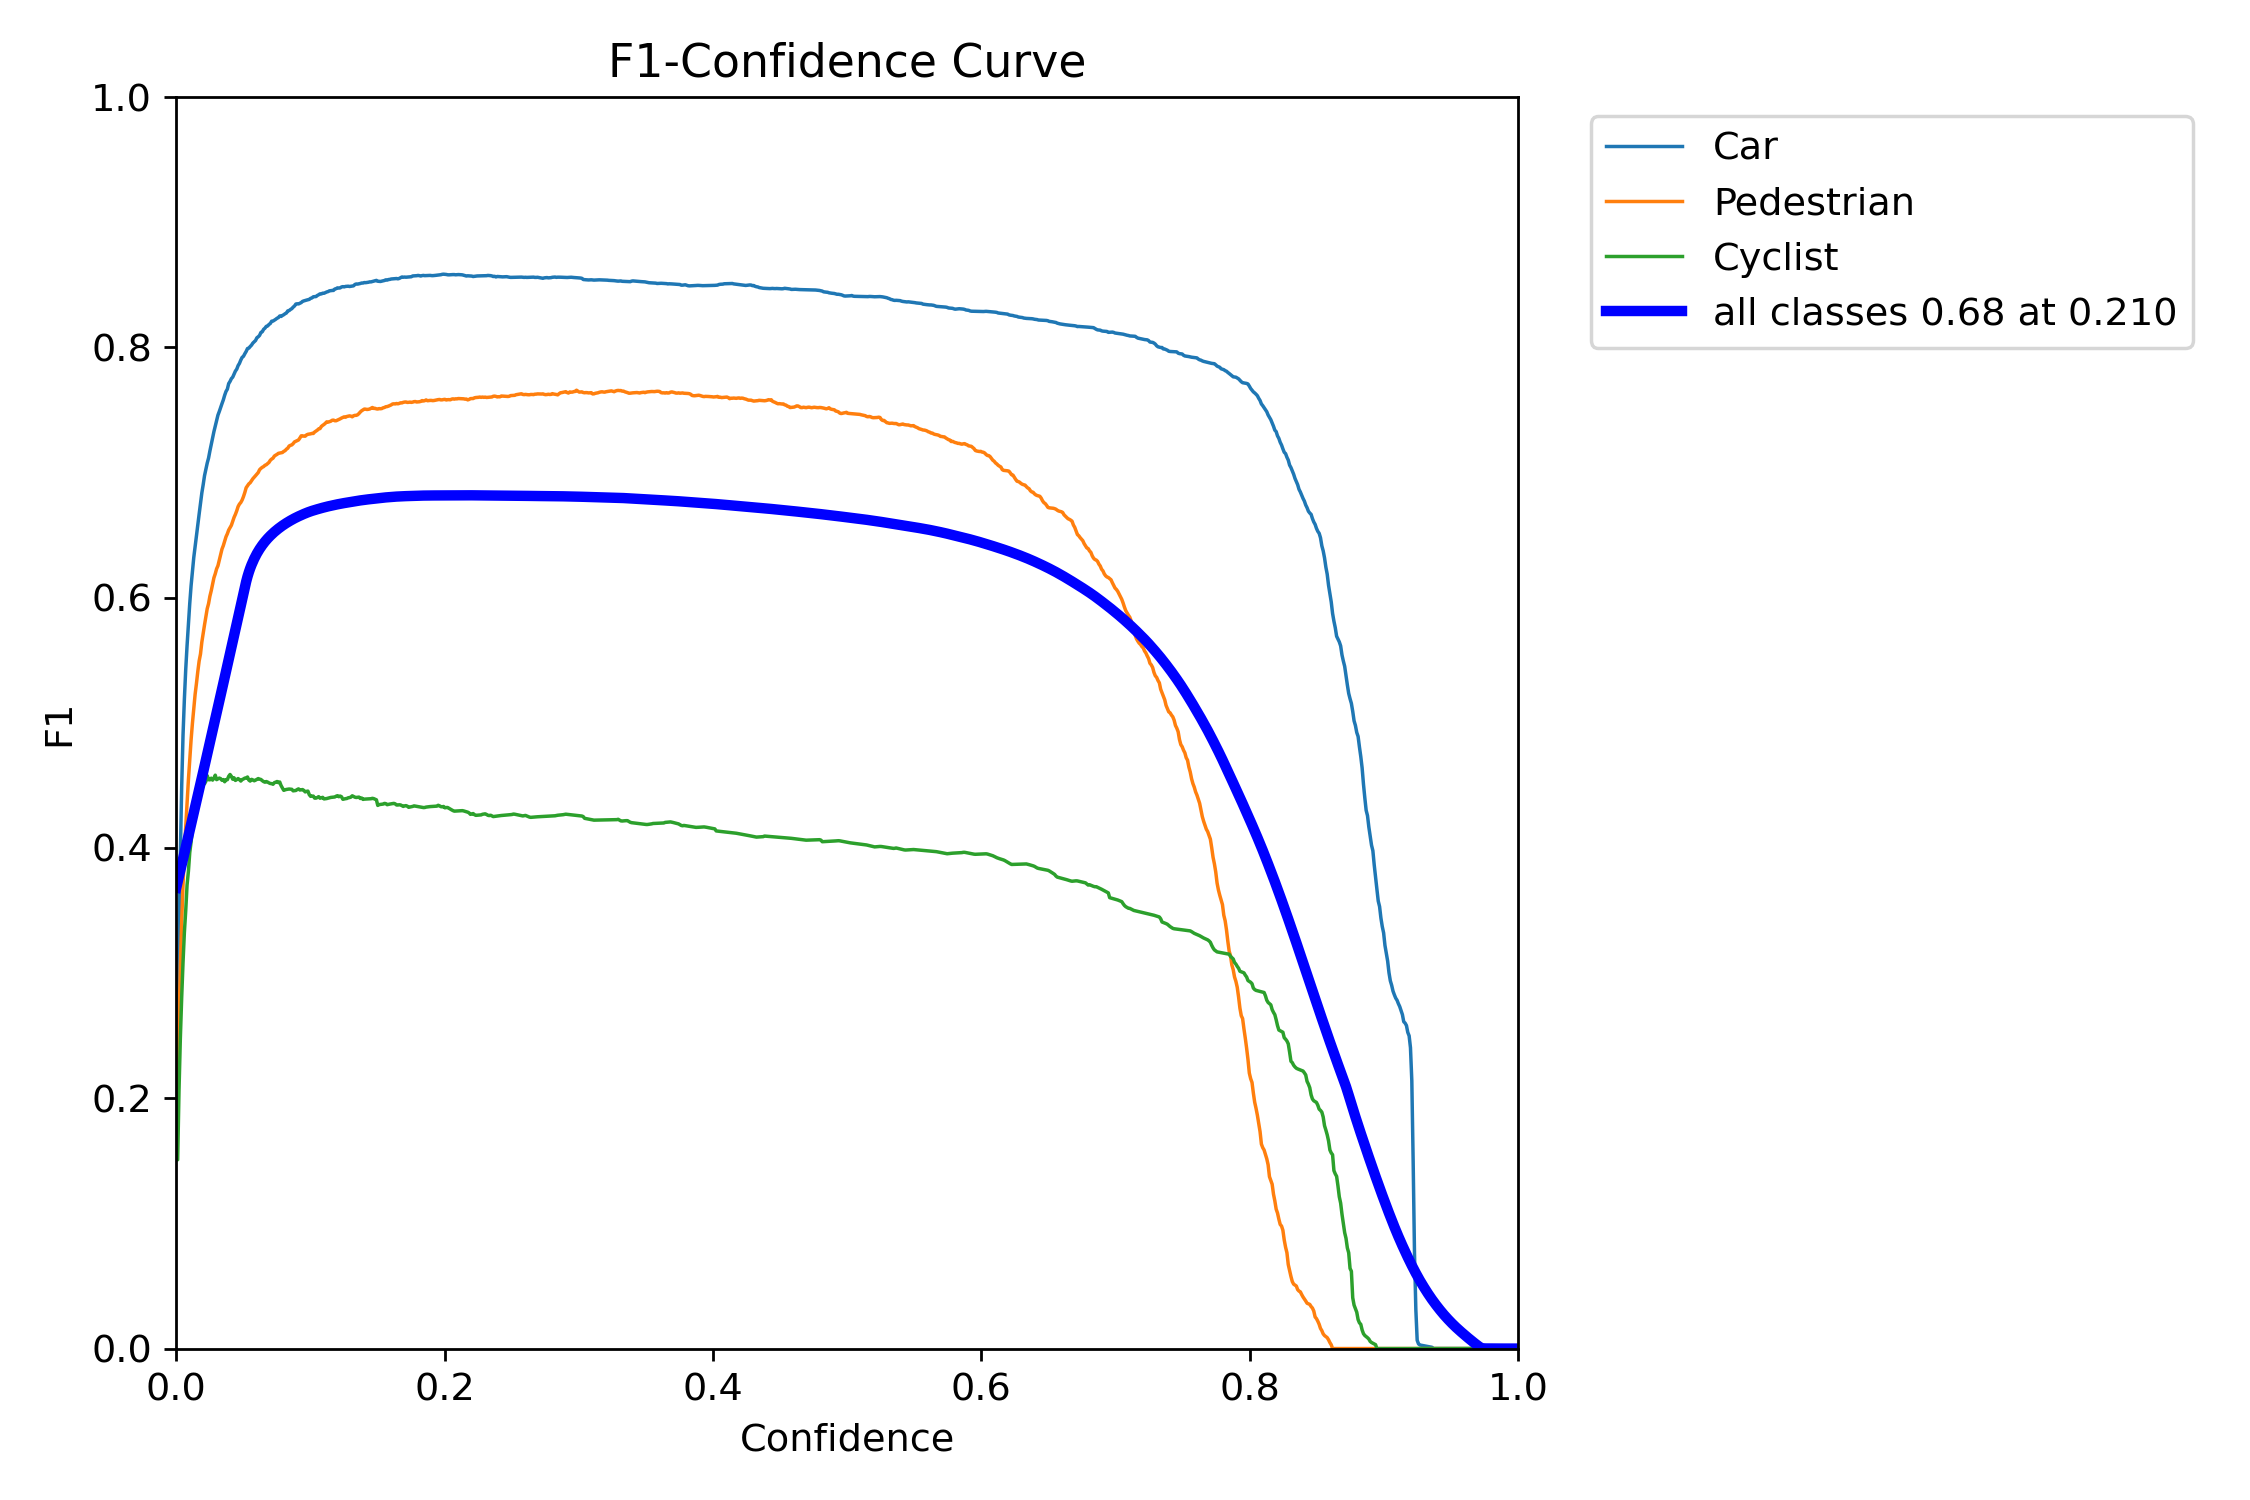 F1-Confidence Curve
1.0
0.8
0.6
0.4
0.2
0.0
F1
0.0 0.2 0.4 0.6 0.8 1.0
Confidence
Car
Pedestrian
Cyclist
all classes 0.68 at 0.210